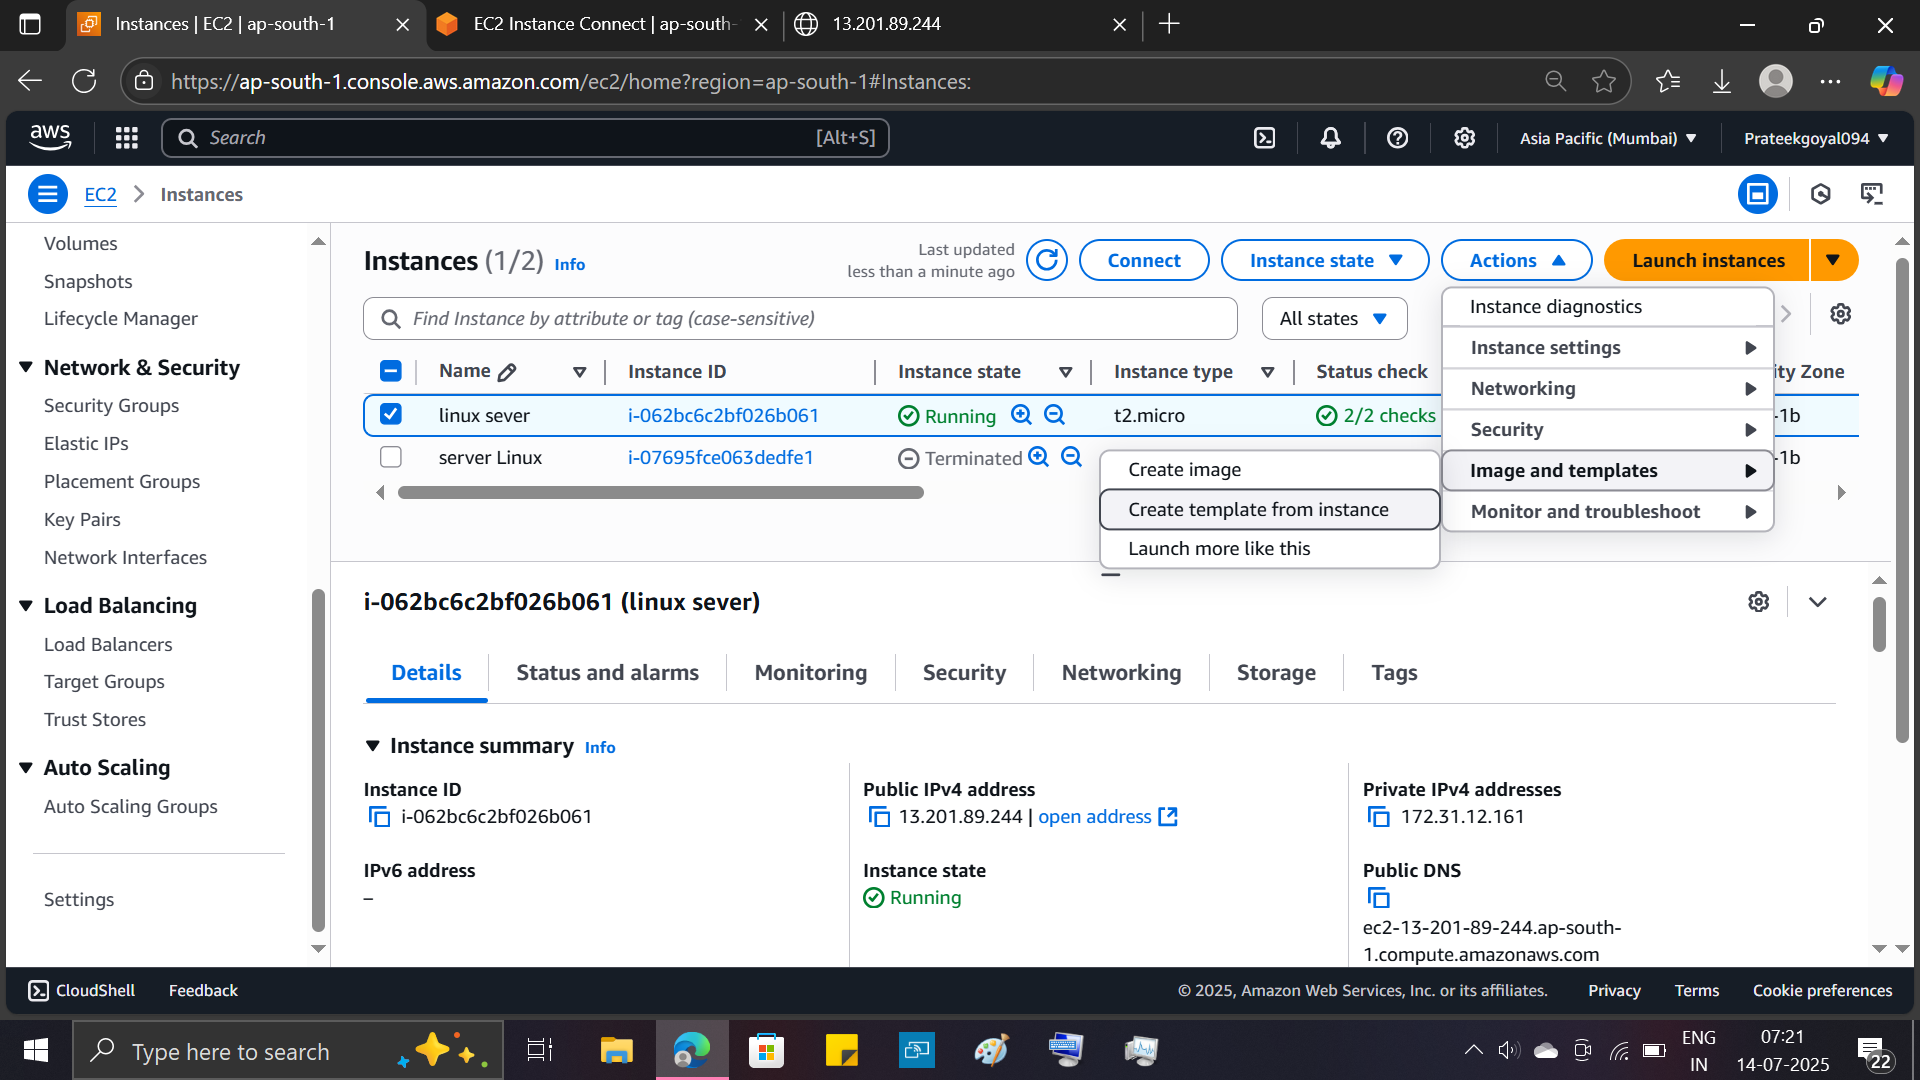 Instances | EC2 | ap-south-1
EC2 Instance Connect | ap-south-
13.201.89.244
https://ap-south-1.console.aws.amazon.com/ec2/home?region=ap-south-1#Instances:
aws
Search
[Alt+S]
Asia Pacific (Mumbai)
Prateekgoyal094
EC2
Instances
Volumes
Snapshots
Lifecycle Manager
Network & Security
Security Groups
Elastic IPs
Placement Groups
Key Pairs
Network Interfaces
Load Balancing
Load Balancers
Target Groups
Trust Stores
Auto Scaling
Auto Scaling Groups
Settings
Instances (1/2) Info
Last updated
less than a minute ago
Connect
Instance state
Actions
Launch instances
Find Instance by attribute or tag (case-sensitive)
All states
Name
Instance ID
Instance state
Instance type
Status check
ity Zone
linux sever
i-062bc6c2bf026b061
Running
t2.micro
2/2 checks
-1b
server Linux
i-07695fce063dedfe1
Terminated
-1b
Instance diagnostics
Instance settings
Networking
Security
Image and templates
Monitor and troubleshoot
Create image
Create template from instance
Launch more like this
i-062bc6c2bf026b061 (linux sever)
Details
Status and alarms
Monitoring
Security
Networking
Storage
Tags
Instance summary Info
Instance ID
i-062bc6c2bf026b061
Public IPv4 address
13.201.89.244 | open address
Private IPv4 addresses
172.31.12.161
IPv6 address
–
Instance state
Running
Public DNS
ec2-13-201-89-244.ap-south-
1.compute.amazonaws.com
CloudShell
Feedback
© 2025, Amazon Web Services, Inc. or its affiliates.
Privacy
Terms
Cookie preferences
Type here to search
ENG
IN
07:21
14-07-2025
22